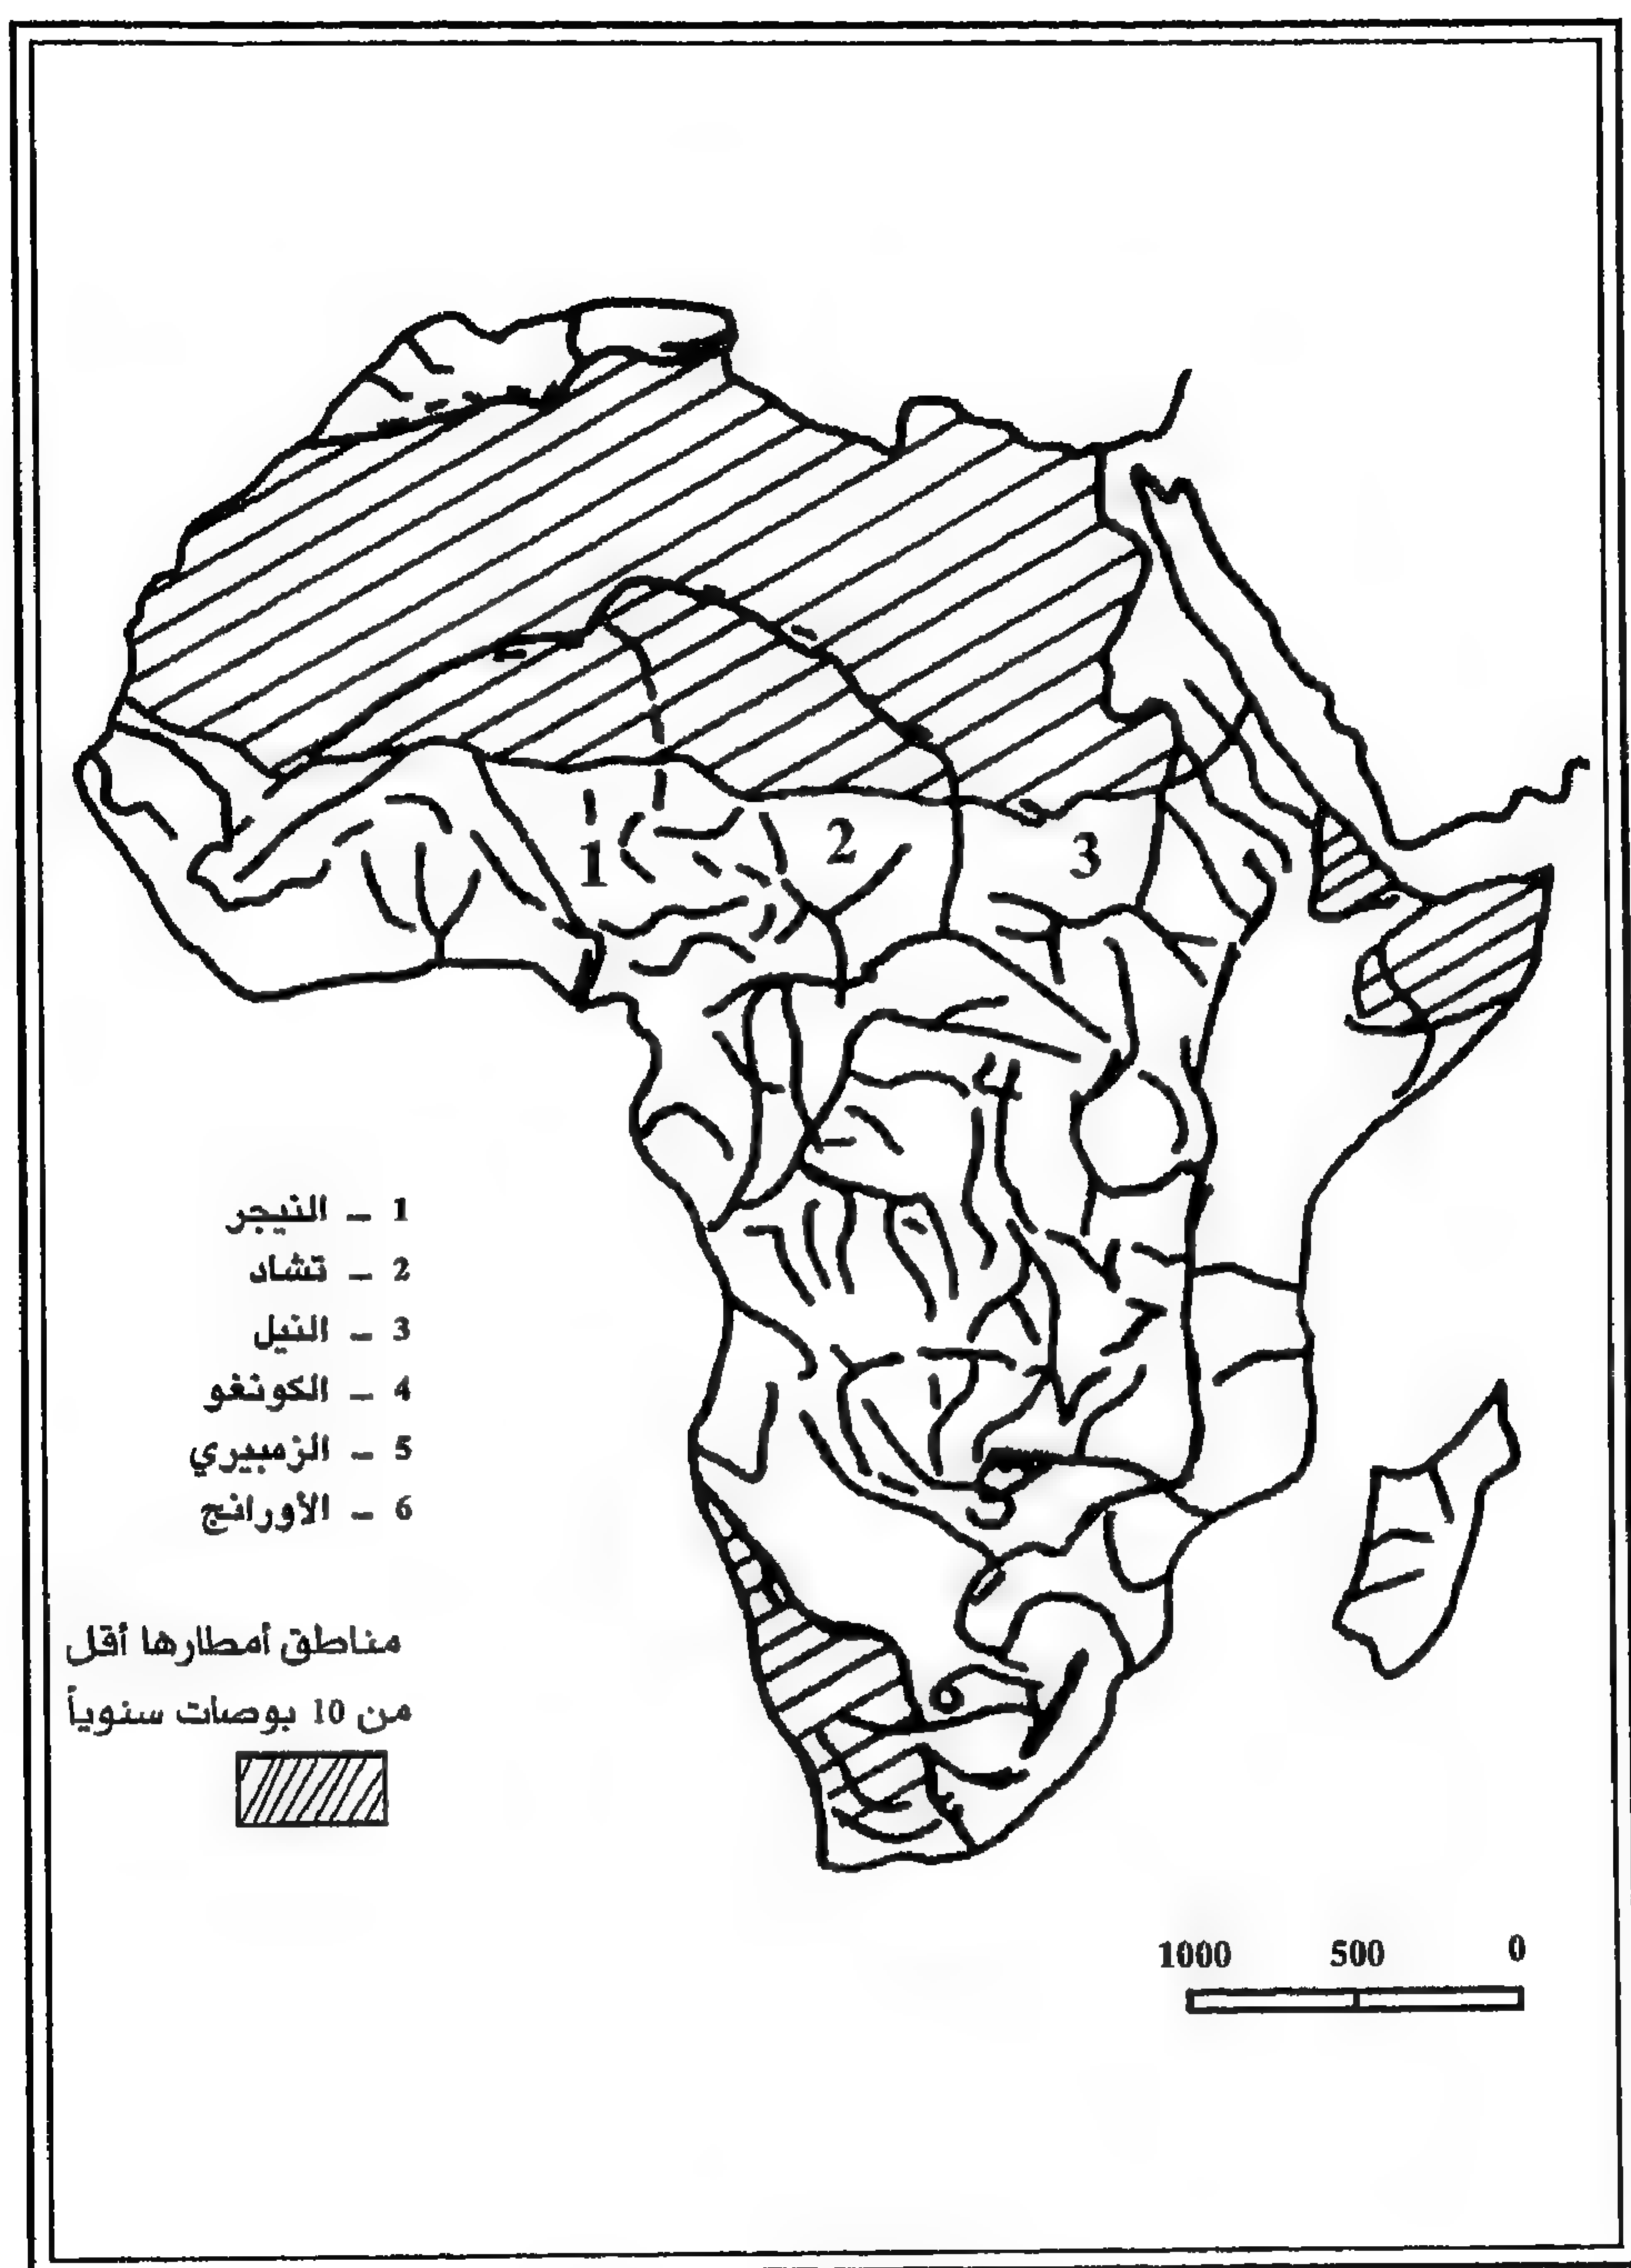 1
2
3
4
5
6
1 – النيجر
2 – تشاد
3 – النيل
4 – الكونغو
5 – الزمبيري
6 – الأورانج
مناطق أمطارها أقل
من 10 بوصات سنوياً
1000 500 0